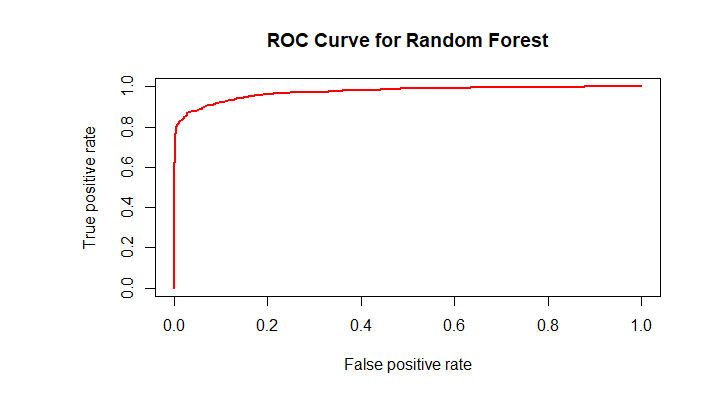 ROC Curve for Random Forest
True positive rate
1.0
0.8
0.6
0.4
0.2
0.0
0.0 0.2 0.4 0.6 0.8 1.0
False positive rate